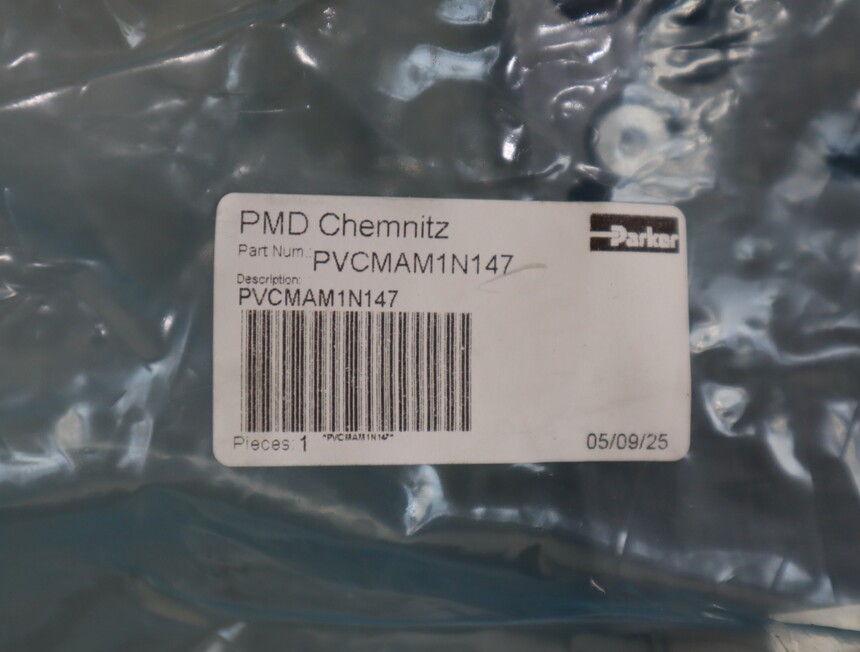 PMD Chemnitz
Parker
Part Num.: PVCMAM1N147
Description:
PVCMAM1N147
*PVCMAM1N147*
Pieces: 1
05/09/25